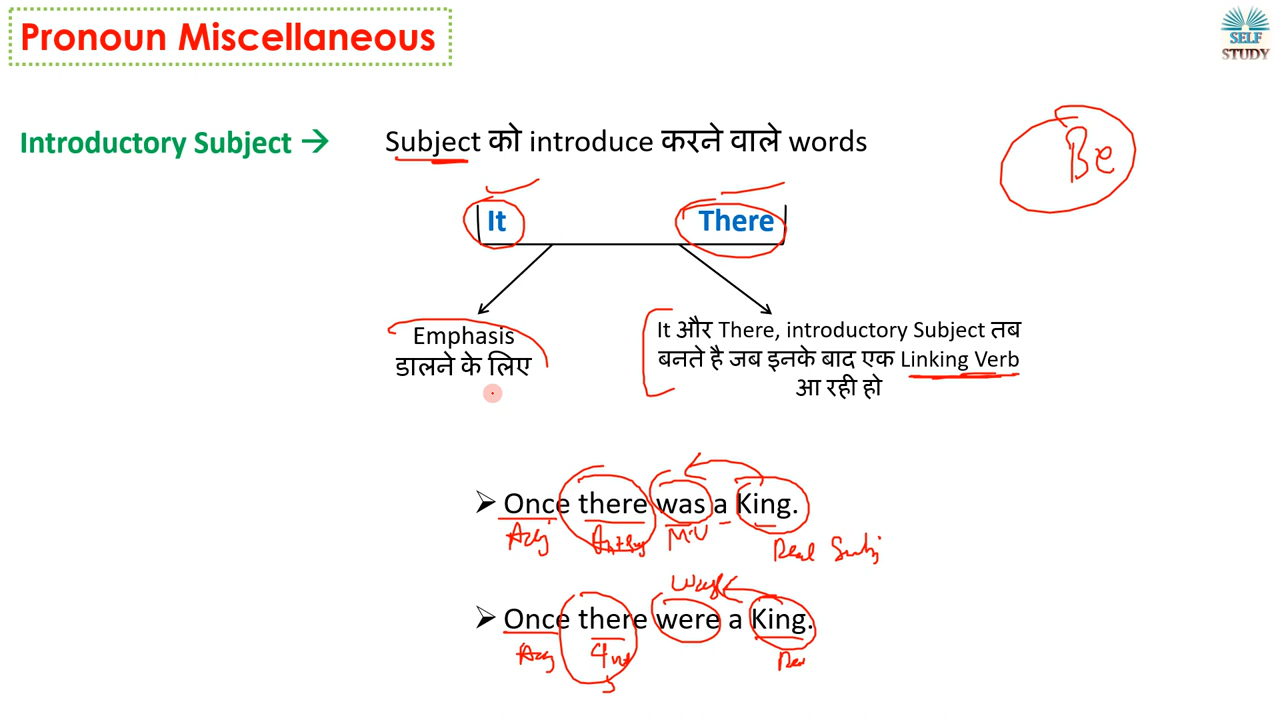 Pronoun Miscellaneous
SELF
STUDY
Introductory Subject → Subject को introduce करने वाले words
Be
It There
Emphasis
डालने के लिए
It और There, introductory Subject तब
बनते है जब इनके बाद एक Linking Verb
आ रही हो
➢ Once there was a King.
M.V
Real Subj
➢ Once there were a King.